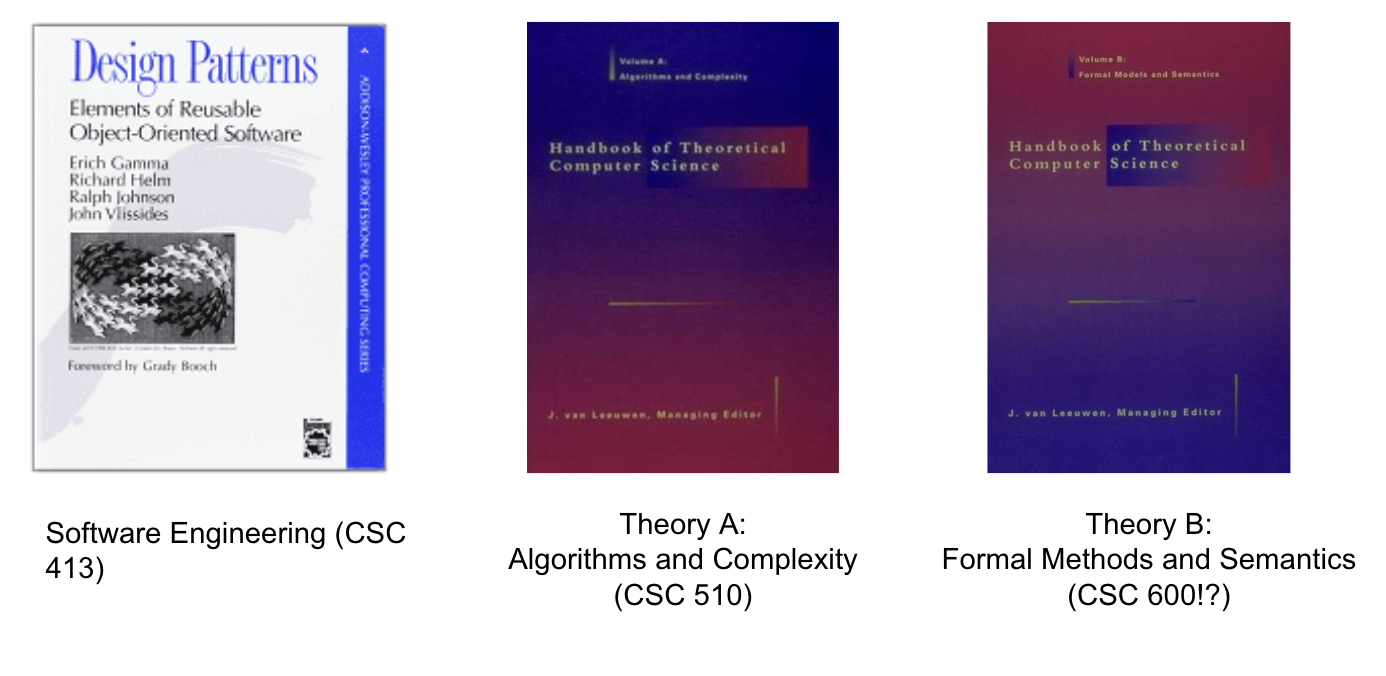 Design Patterns
Elements of Reusable
Object-Oriented Software
Erich Gamma
Richard Helm
Ralph Johnson
John Vlissides
Foreword by Grady Booch
ADDISON-WESLEY PROFESSIONAL COMPUTING SERIES
Software Engineering (CSC
413)
Volume A:
Algorithms and Complexity
Handbook of Theoretical
Computer Science
J. van Leeuwen, Managing Editor
Theory A:
Algorithms and Complexity
(CSC 510)
Volume B:
Formal Models and Semantics
Handbook of Theoretical
Computer Science
J. van Leeuwen, Managing Editor
Theory B:
Formal Methods and Semantics
(CSC 600!?)